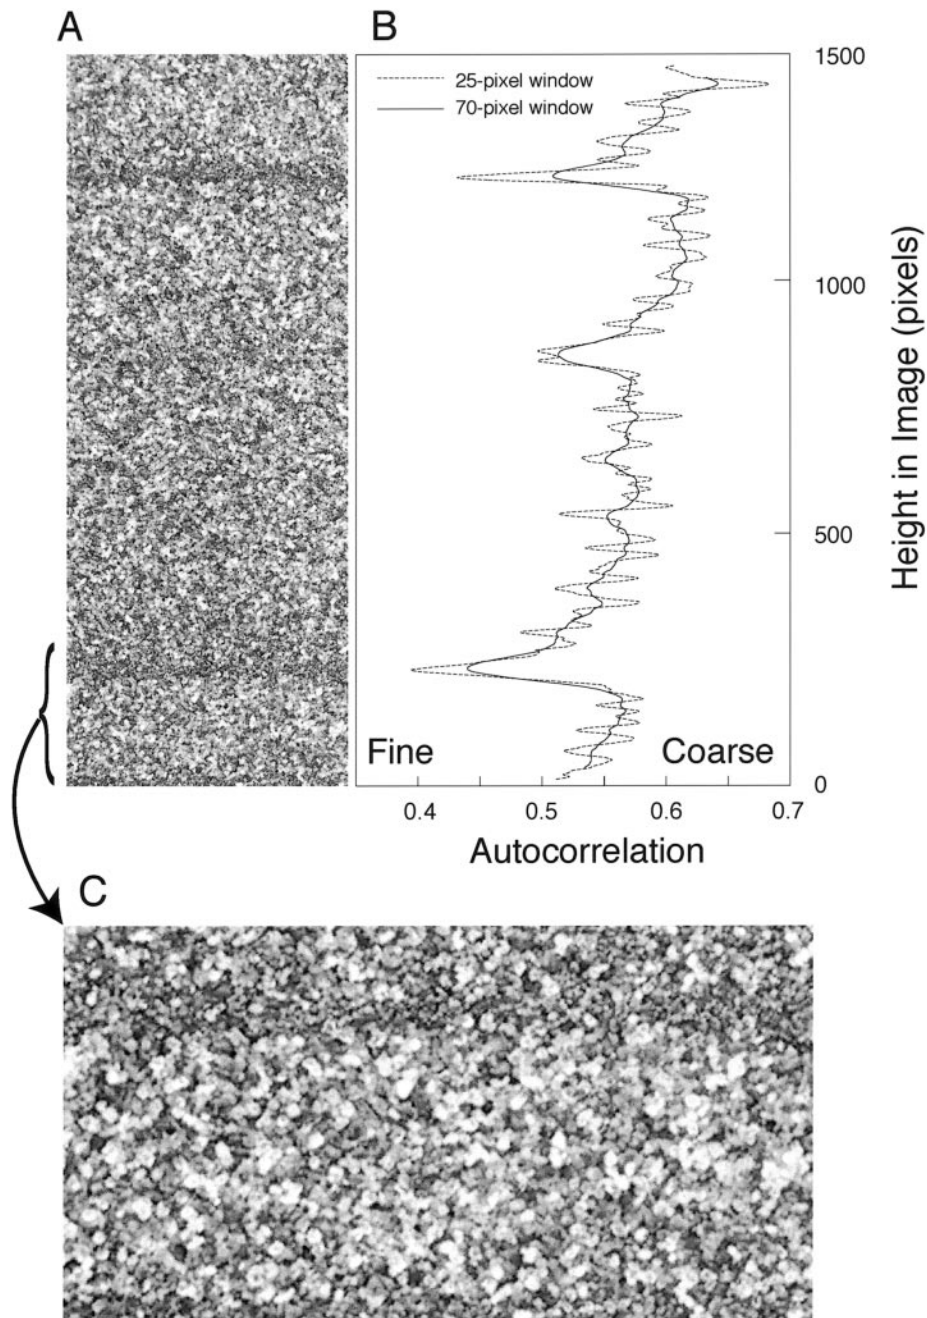 A
B
25-pixel window
70-pixel window
1500
1000
500
0
Height in Image (pixels)
Fine
Coarse
0.4
0.5
0.6
0.7
Autocorrelation
C